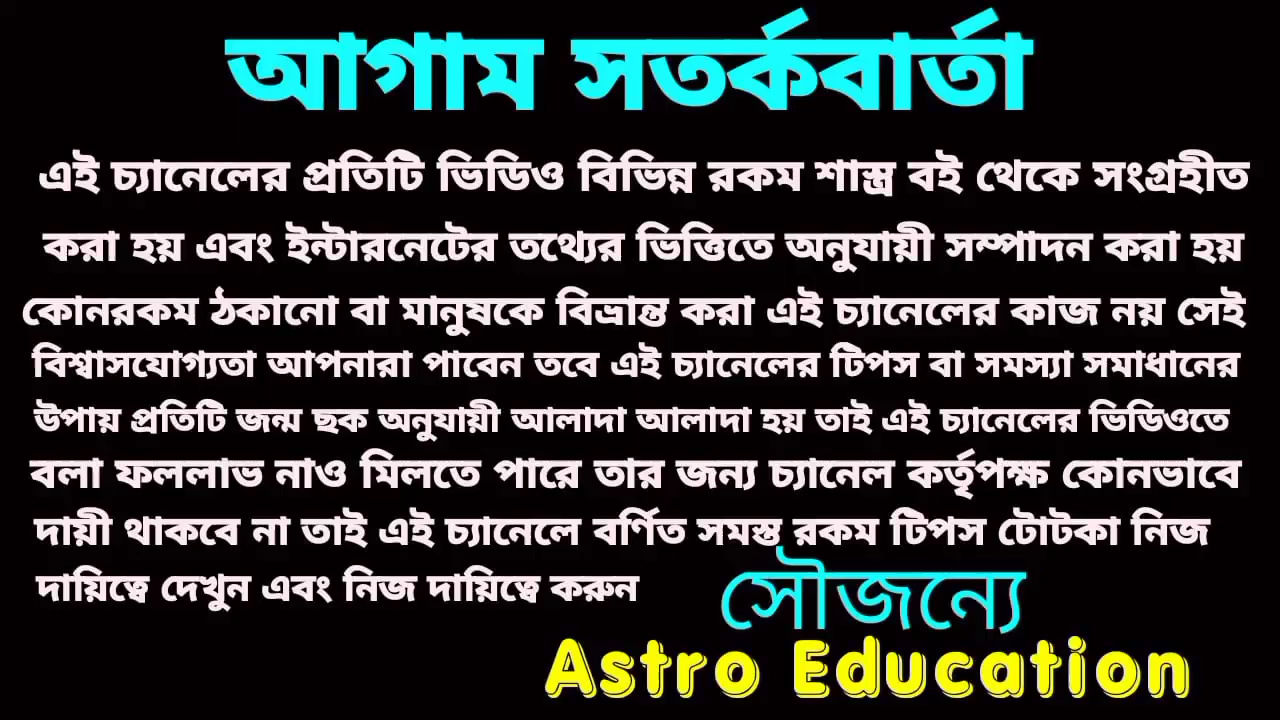 আগাম সতর্কবার্তা
এই চ্যানেলের প্রতিটি ভিডিও বিভিন্ন রকম শাস্ত্র বই থেকে সংগ্রহীত
করা হয় এবং ইন্টারনেটের তথ্যের ভিত্তিতে অনুযায়ী সম্পাদন করা হয়
কোনরকম ঠকানো বা মানুষকে বিভ্রান্ত করা এই চ্যানেলের কাজ নয় সেই
বিশ্বাসযোগ্যতা আপনারা পাবেন তবে এই চ্যানেলের টিপস বা সমস্যা সমাধানের
উপায় প্রতিটি জন্ম ছক অনুযায়ী আলাদা আলাদা হয় তাই এই চ্যানেলের ভিডিওতে
বলা ফললাভ নাও মিলতে পারে তার জন্য চ্যানেল কর্তৃপক্ষ কোনভাবে
দায়ী থাকবে না তাই এই চ্যানেলে বর্ণিত সমস্ত রকম টিপস টোটকা নিজ
দায়িত্বে দেখুন এবং নিজ দায়িত্বে করুন
সৌজন্যে
Astro Education